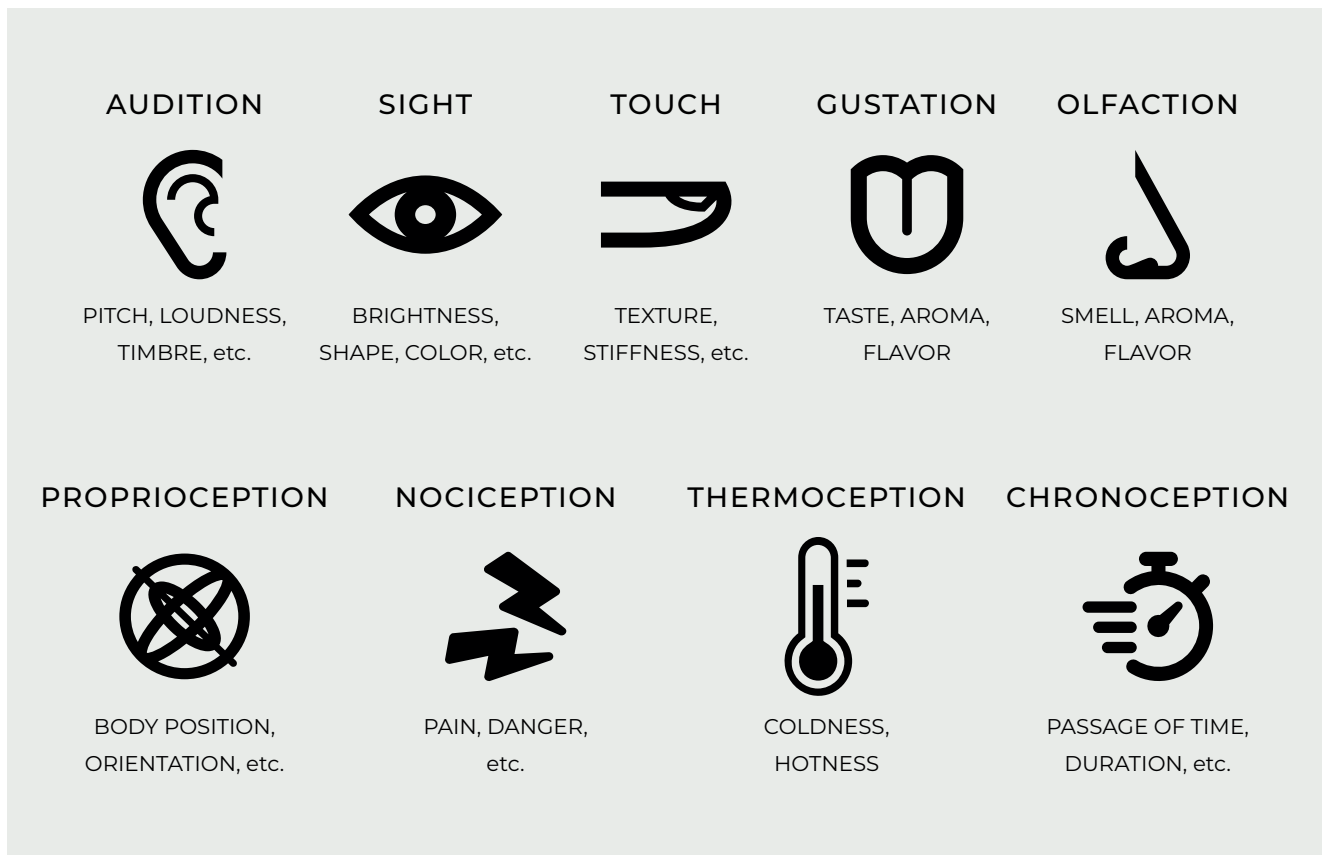 AUDITION
SIGHT
TOUCH
GUSTATION
OLFACTION
PITCH, LOUDNESS,
TIMBRE, etc.
BRIGHTNESS,
SHAPE, COLOR, etc.
TEXTURE,
STIFFNESS, etc.
TASTE, AROMA,
FLAVOR
SMELL, AROMA,
FLAVOR
PROPRIOCEPTION
NOCICEPTION
THERMOCEPTION
CHRONOCEPTION
BODY POSITION,
ORIENTATION, etc.
PAIN, DANGER,
etc.
COLDNESS,
HOTNESS
PASSAGE OF TIME,
DURATION, etc.